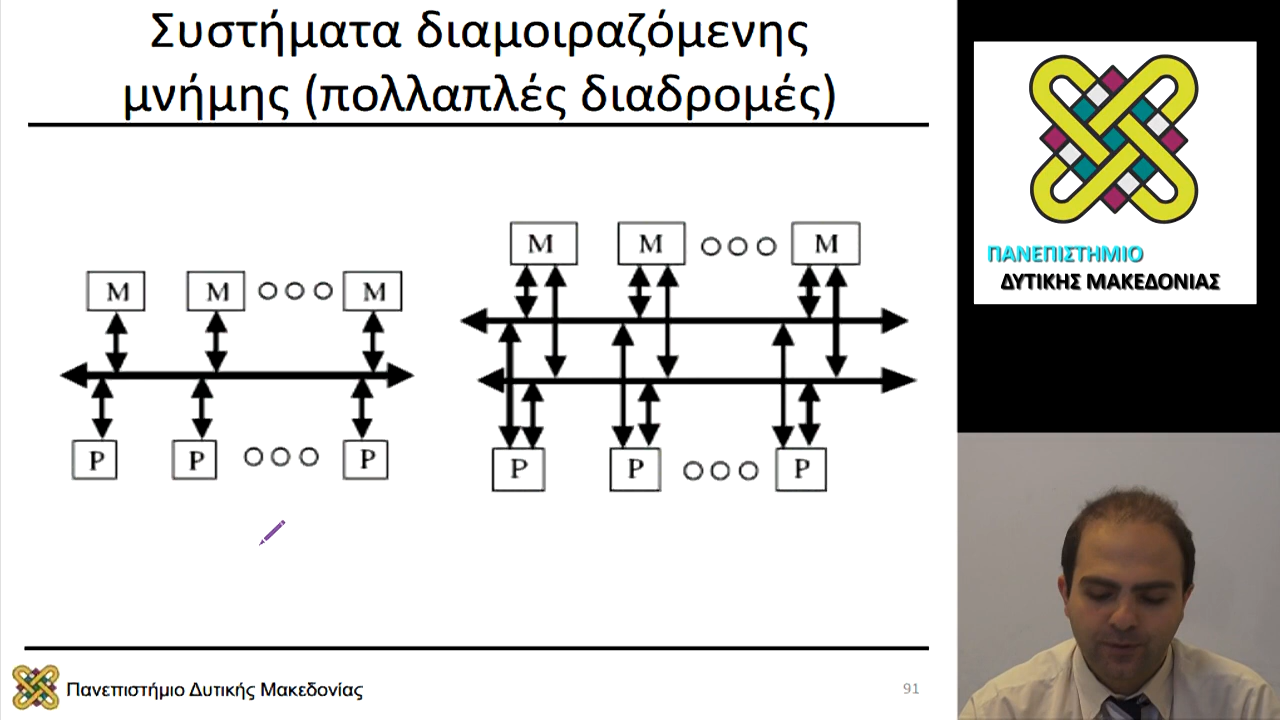 Συστήματα διαμοιραζόμενης
μνήμης (πολλαπλές διαδρομές)
M M M
P P P
M M M
P P P
Πανεπιστήμιο Δυτικής Μακεδονίας
91
ΠΑΝΕΠΙΣΤΗΜΙΟ
ΔΥΤΙΚΗΣ ΜΑΚΕΔΟΝΙΑΣ